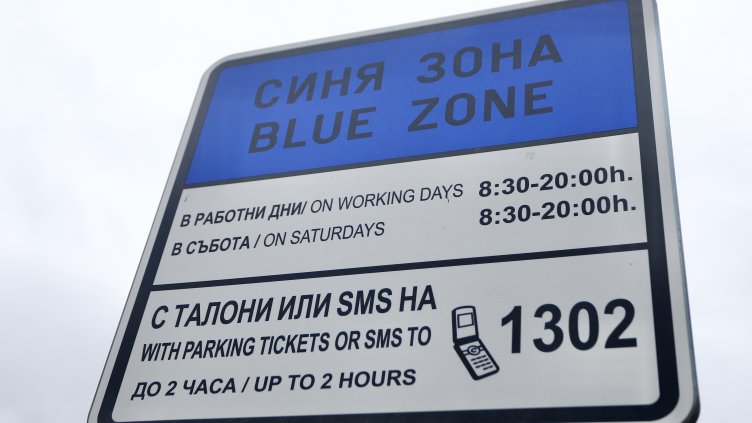 СИНЯ ЗОНА
BLUE ZONE
В РАБОТНИ ДНИ/ ON WORKING DAYS 8:30-20:00h.
В СЪБОТА / ON SATURDAYS 8:30-20:00h.
С ТАЛОНИ ИЛИ SMS НА
WITH PARKING TICKETS OR SMS TO 1302
ДО 2 ЧАСА / UP TO 2 HOURS